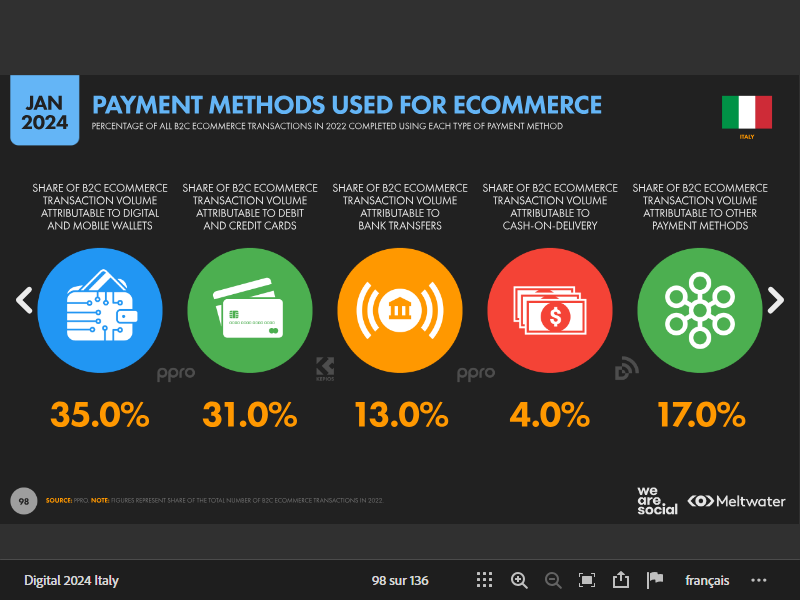 JAN
2024
PAYMENT METHODS USED FOR ECOMMERCE
PERCENTAGE OF ALL B2C ECOMMERCE TRANSACTIONS IN 2022 COMPLETED USING EACH TYPE OF PAYMENT METHOD
ITALY
SHARE OF B2C ECOMMERCE
TRANSACTION VOLUME
ATTRIBUTABLE TO DIGITAL
AND MOBILE WALLETS
SHARE OF B2C ECOMMERCE
TRANSACTION VOLUME
ATTRIBUTABLE TO DEBIT
AND CREDIT CARDS
SHARE OF B2C ECOMMERCE
TRANSACTION VOLUME
ATTRIBUTABLE TO
BANK TRANSFERS
SHARE OF B2C ECOMMERCE
TRANSACTION VOLUME
ATTRIBUTABLE TO
CASH-ON-DELIVERY
SHARE OF B2C ECOMMERCE
TRANSACTION VOLUME
ATTRIBUTABLE TO OTHER
PAYMENT METHODS
$
ppro
KEPIOS
ppro
35.0%
31.0%
13.0%
4.0%
17.0%
98
SOURCE: PPRO. NOTE: FIGURES REPRESENT SHARE OF THE TOTAL NUMBER OF B2C ECOMMERCE TRANSACTIONS IN 2022.
we
are
social
Meltwater
Digital 2024 Italy
98 sur 136
français